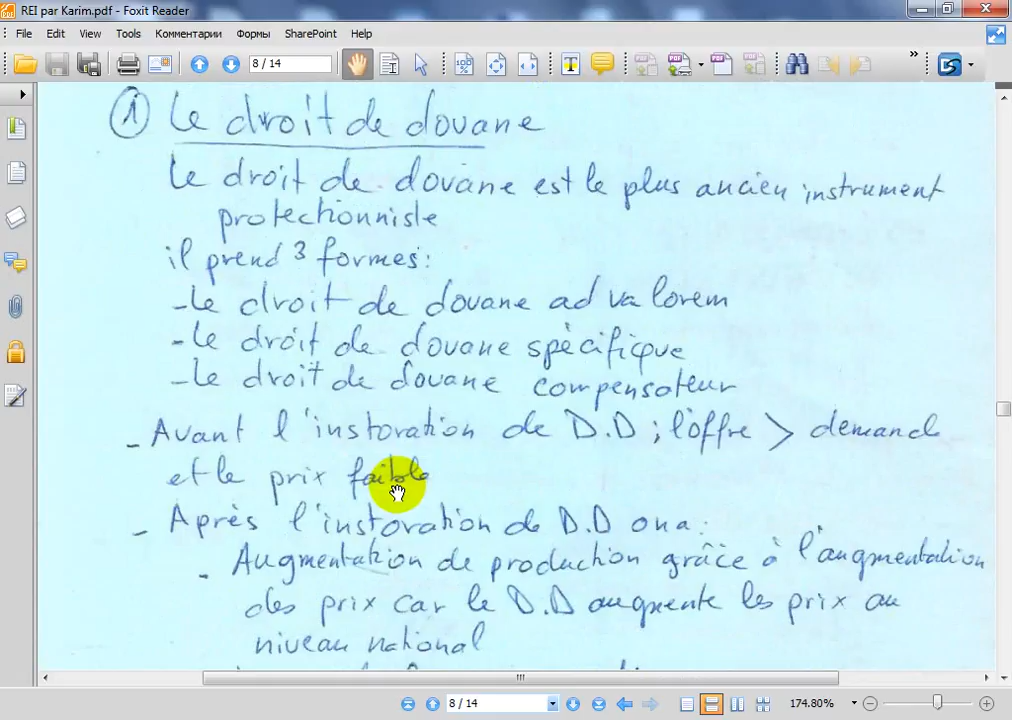 REI par Karim.pdf - Foxit Reader
File Edit View Tools Комментарии Формы SharePoint Help
8 / 14
① Le droit de douane
Le droit de douane est le plus ancien instrument
protectionniste
il prend 3 formes:
-Le droit de douane ad valorem
-le droit de douane spécifique
-le droit de douane compensateur
- Avant l'instoration de D.D ; l'offre > demande
et le prix faible
- Après l'instoration de D.D ona:
- Augmentation de production grâce à l'augmentation
des prix car le D.D augmente les prix au
niveau national
8 / 14
174.80%